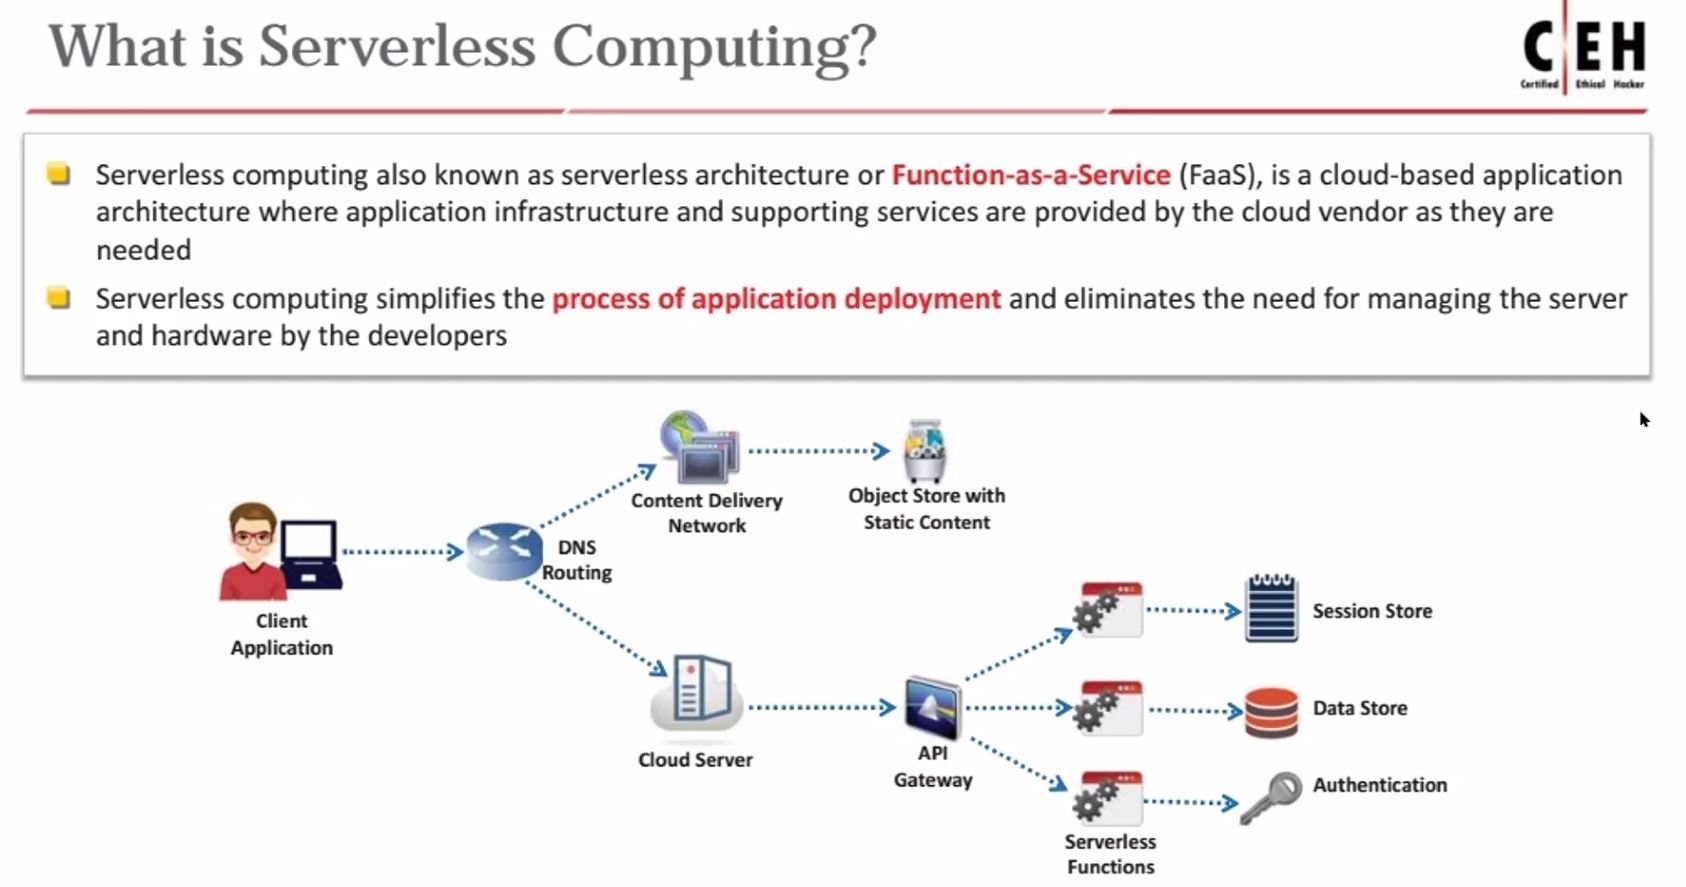 What is Serverless Computing?
C EH
Certified Ethical Hacker
Serverless computing also known as serverless architecture or Function-as-a-Service (FaaS), is a cloud-based application
architecture where application infrastructure and supporting services are provided by the cloud vendor as they are
needed
Serverless computing simplifies the process of application deployment and eliminates the need for managing the server
and hardware by the developers
Content Delivery
Network
Object Store with
Static Content
DNS
Routing
Client
Application
Session Store
Data Store
Cloud Server
API
Gateway
Authentication
Serverless
Functions